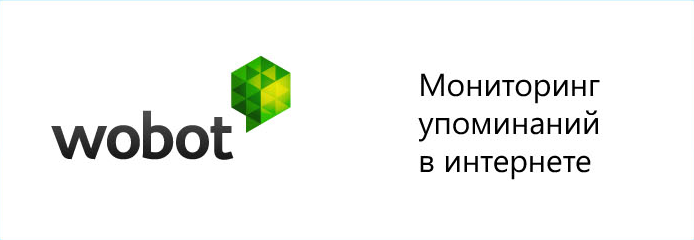 wobot
Мониторинг
упоминаний
в интернете